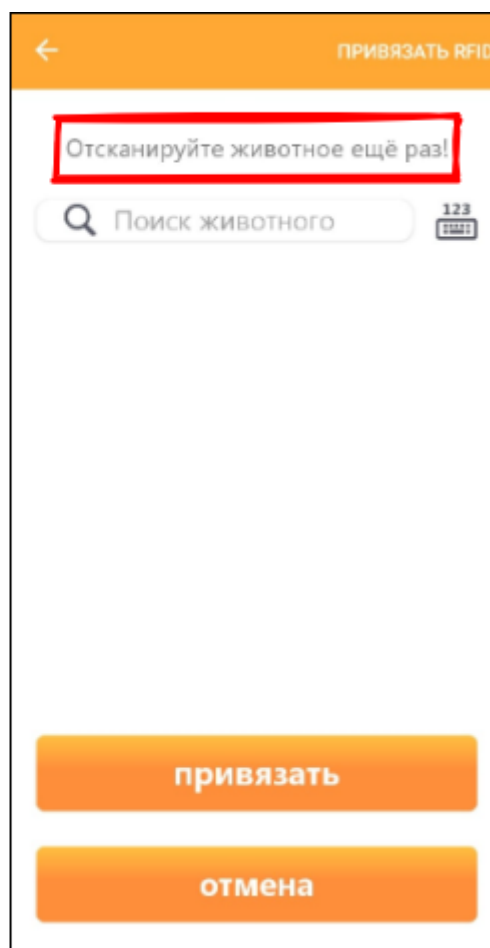 ПРИВЯЗАТЬ RFID
Отсканируйте животное ещё раз!
Поиск животного
123
привязать
отмена